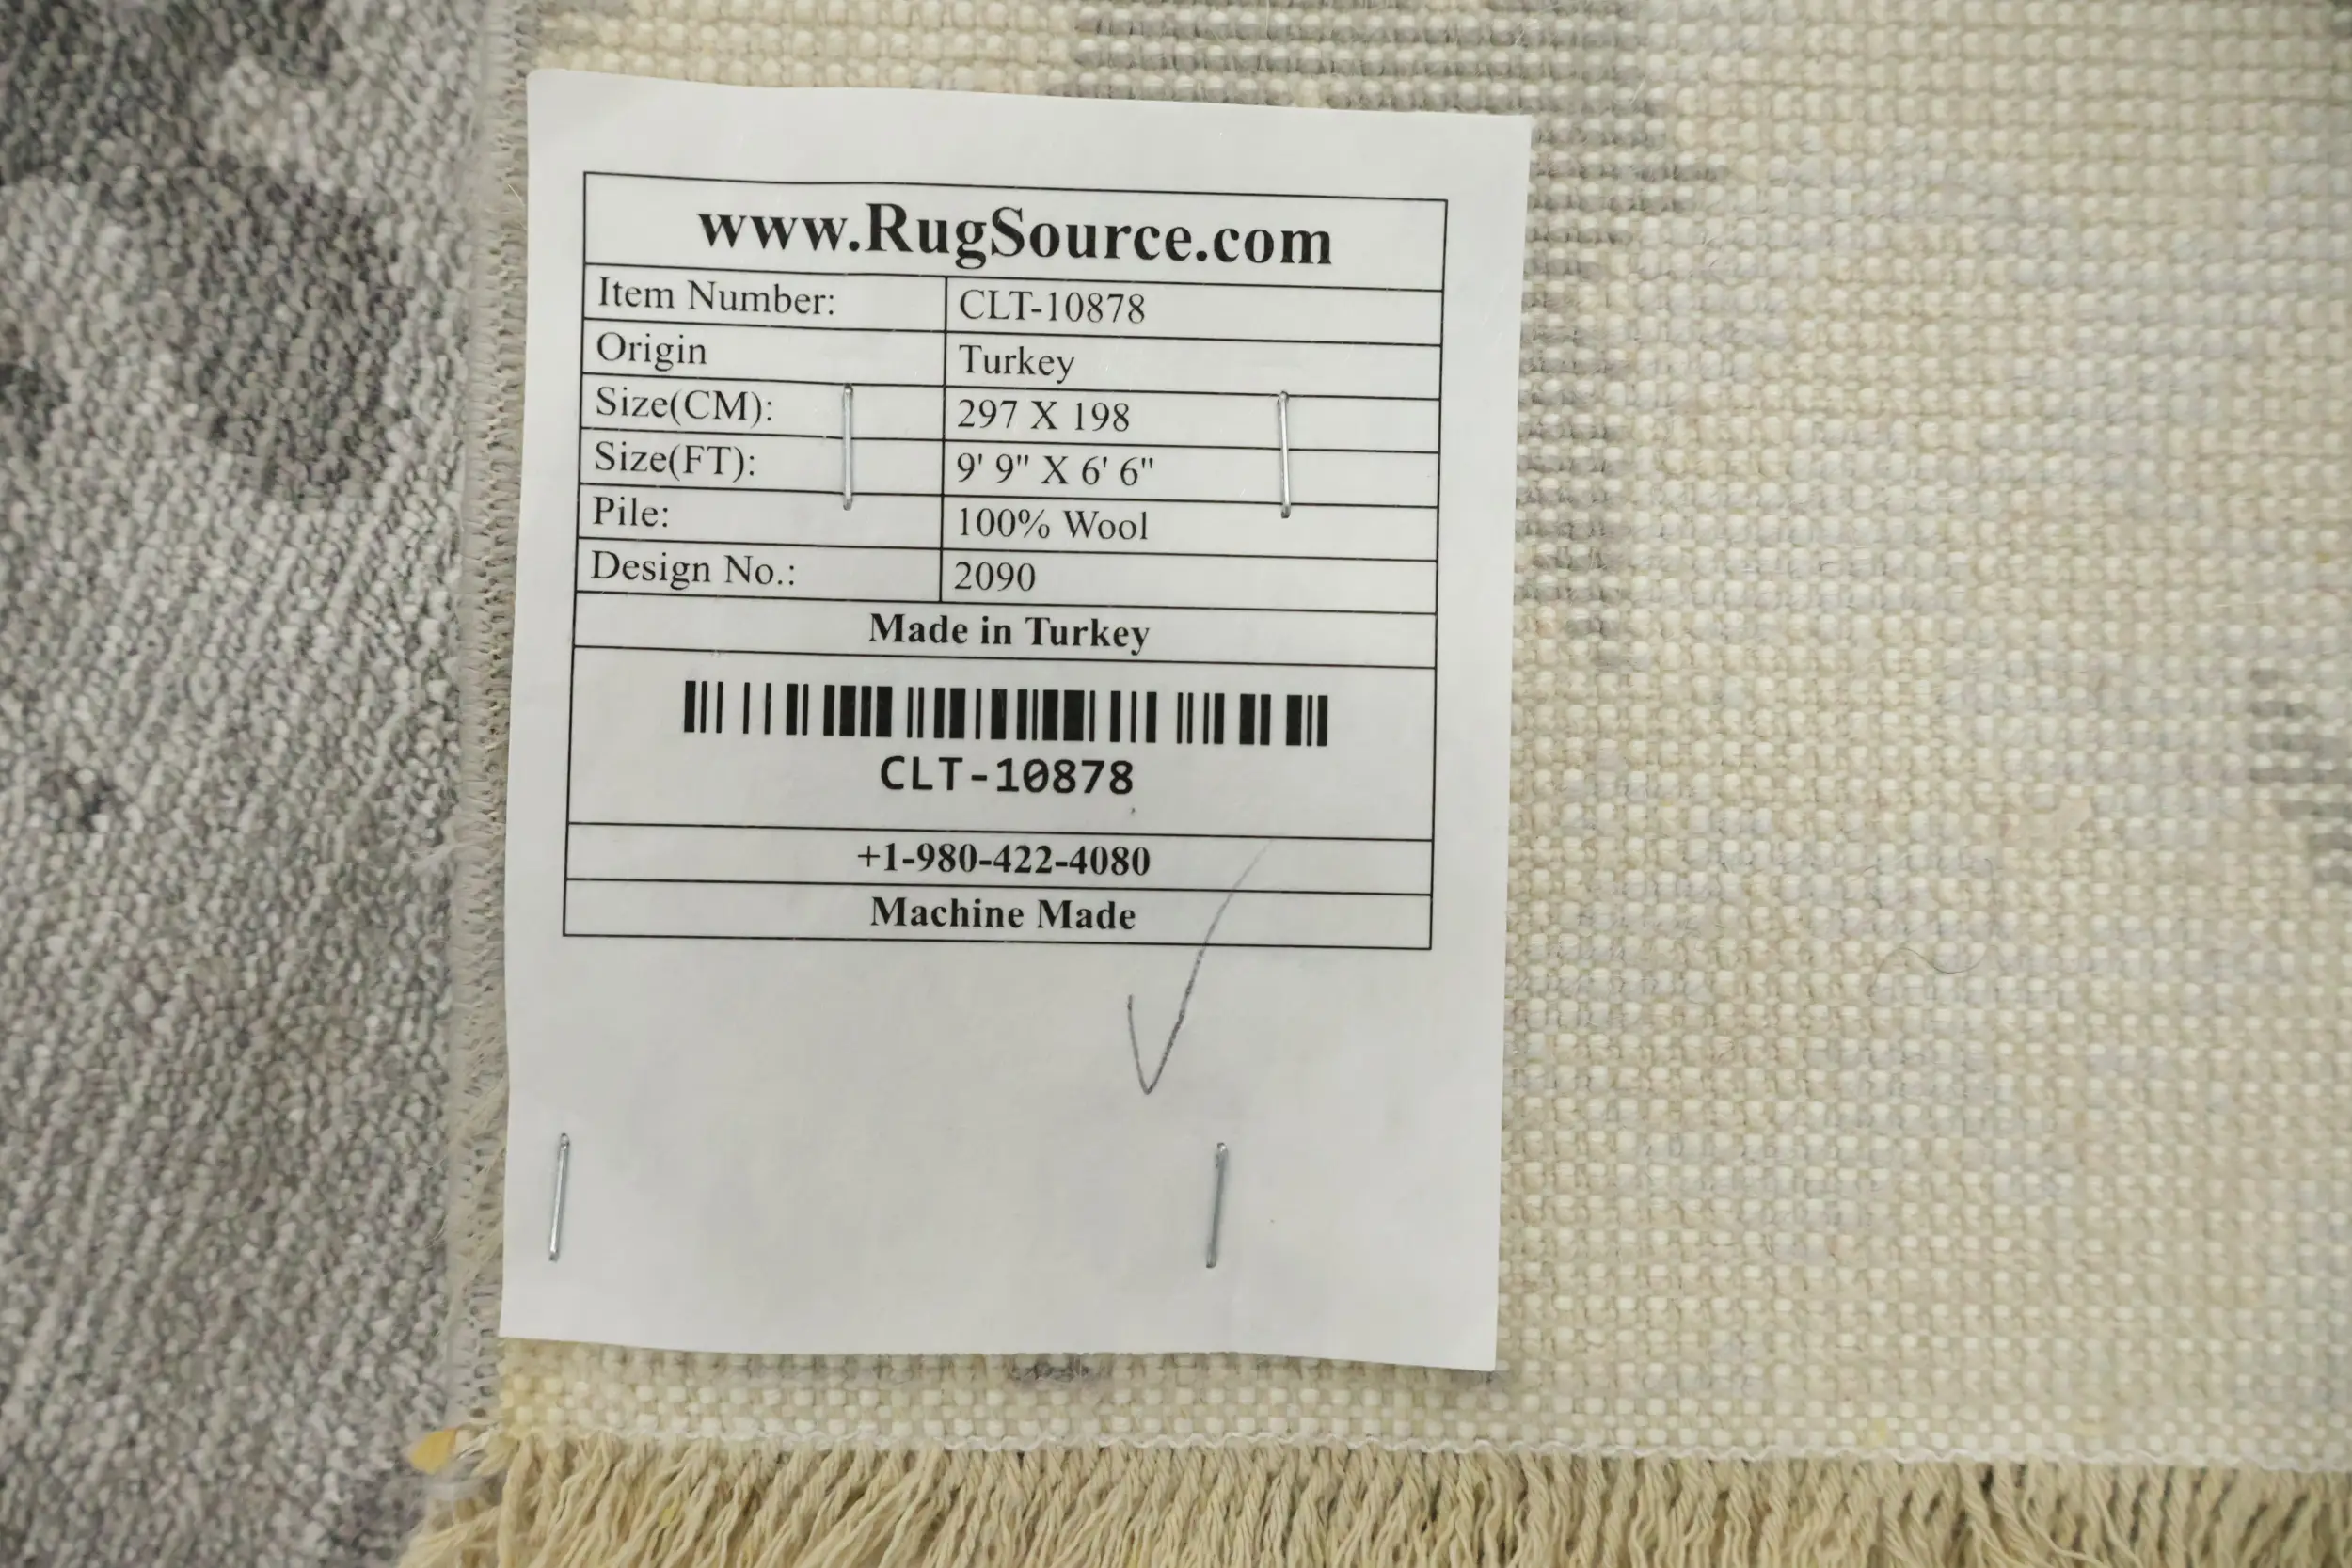 www.RugSource.com
Item Number: CLT-10878
Origin Turkey
Size(CM): 297 X 198
Size(FT): 9' 9" X 6' 6"
Pile: 100% Wool
Design No.: 2090
Made in Turkey
CLT-10878
+1-980-422-4080
Machine Made